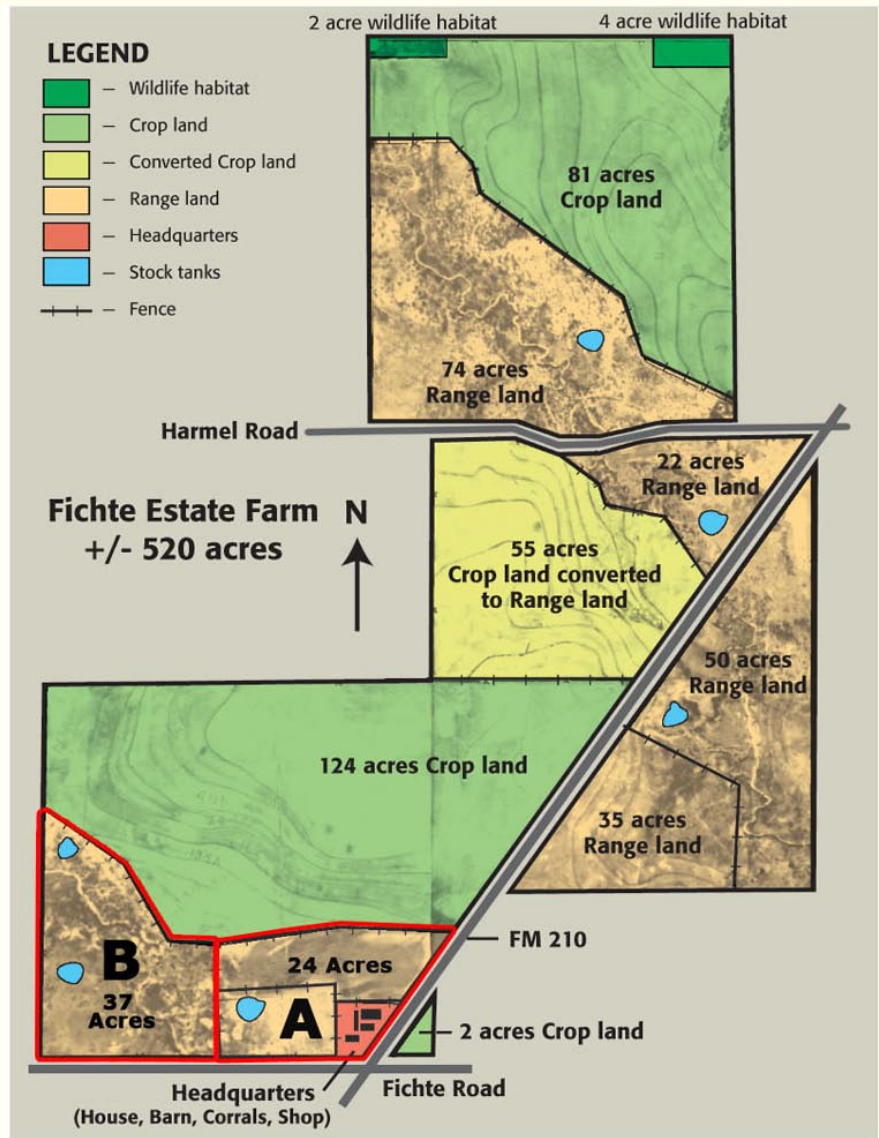 2 acre wildlife habitat
4 acre wildlife habitat
LEGEND
– Wildlife habitat
– Crop land
– Converted Crop land
– Range land
– Headquarters
– Stock tanks
– Fence
81 acres
Crop land
74 acres
Range land
Harmel Road
22 acres
Range land
Fichte Estate Farm
+/- 520 acres
N
55 acres
Crop land converted
to Range land
50 acres
Range land
124 acres Crop land
35 acres
Range land
FM 210
B
37
Acres
24 Acres
A
2 acres Crop land
Headquarters
(House, Barn, Corrals, Shop)
Fichte Road